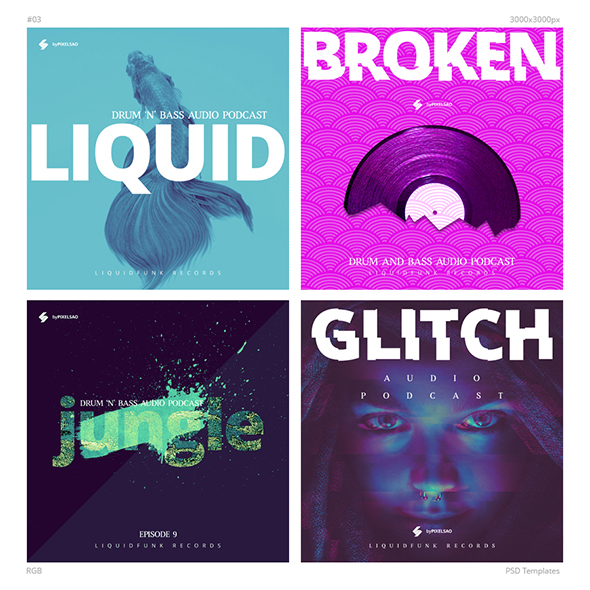 #03
3000x3000px
byPIXELSAO
DRUM 'N' BASS AUDIO PODCAST
LIQUID
LIQUIDFUNK RECORDS
BROKEN
byPIXELSAO
DRUM AND BASS AUDIO PODCAST
LIQUIDFUNK RECORDS
byPIXELSAO
DRUM 'N' BASS AUDIO PODCAST
jungle
EPISODE 9
LIQUIDFUNK RECORDS
GLITCH
AUDIO
PODCAST
byPIXELSAO
LIQUIDFUNK RECORDS
RGB
PSD Templates